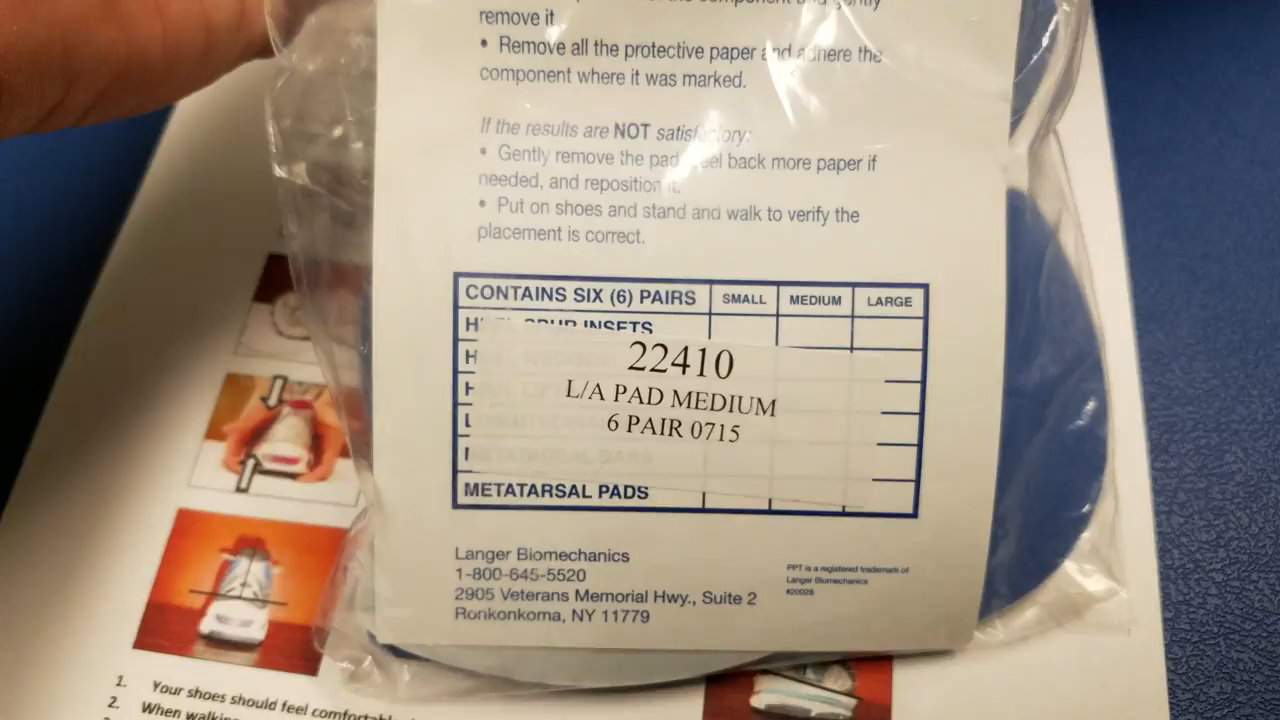 the component and gently
remove it.
• Remove all the protective paper and adhere the
component where it was marked.
If the results are NOT satisfactory:
• Gently remove the pad, peel back more paper if
needed, and reposition it.
• Put on shoes and stand and walk to verify the
placement is correct.
CONTAINS SIX (6) PAIRS SMALL MEDIUM LARGE
INSETS
22410
L/A PAD MEDIUM
6 PAIR 0715
METATARSAL PADS
Langer Biomechanics
1-800-645-5520
2905 Veterans Memorial Hwy., Suite 2
Ronkonkoma, NY 11779
PPT is a registered trademark of
Langer Biomechanics
#20028
1. Your shoes should feel
2. When